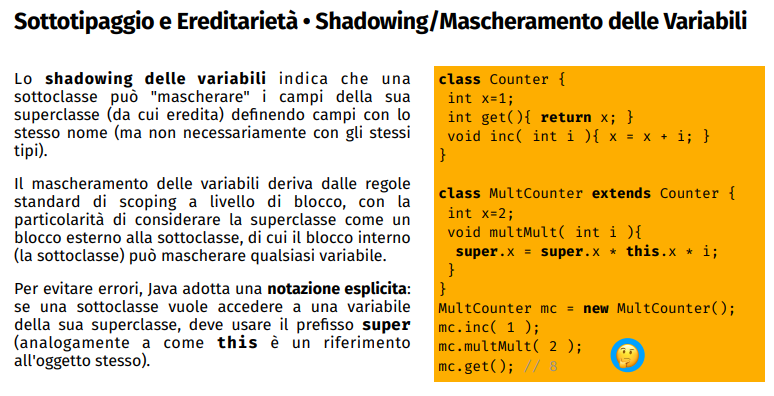 Sottotipaggio e Ereditarietà • Shadowing/Mascheramento delle Variabili
Lo shadowing delle variabili indica che una
sottoclasse può "mascherare" i campi della sua
superclasse (da cui eredita) definendo campi con lo
stesso nome (ma non necessariamente con gli stessi
tipi).
Il mascheramento delle variabili deriva dalle regole
standard di scoping a livello di blocco, con la
particolarità di considerare la superclasse come un
blocco esterno alla sottoclasse, di cui il blocco interno
(la sottoclasse) può mascherare qualsiasi variabile.
Per evitare errori, Java adotta una notazione esplicita:
se una sottoclasse vuole accedere a una variabile
della sua superclasse, deve usare il prefisso super
(analogamente a come this è un riferimento
all'oggetto stesso).
class Counter {
int x=1;
int get(){ return x; }
void inc( int i ){ x = x + i; }
}
class MultCounter extends Counter {
int x=2;
void multMult( int i ){
super.x = super.x * this.x * i;
}
}
MultCounter mc = new MultCounter();
mc.inc( 1 );
mc.multMult( 2 );
mc.get(); // 8